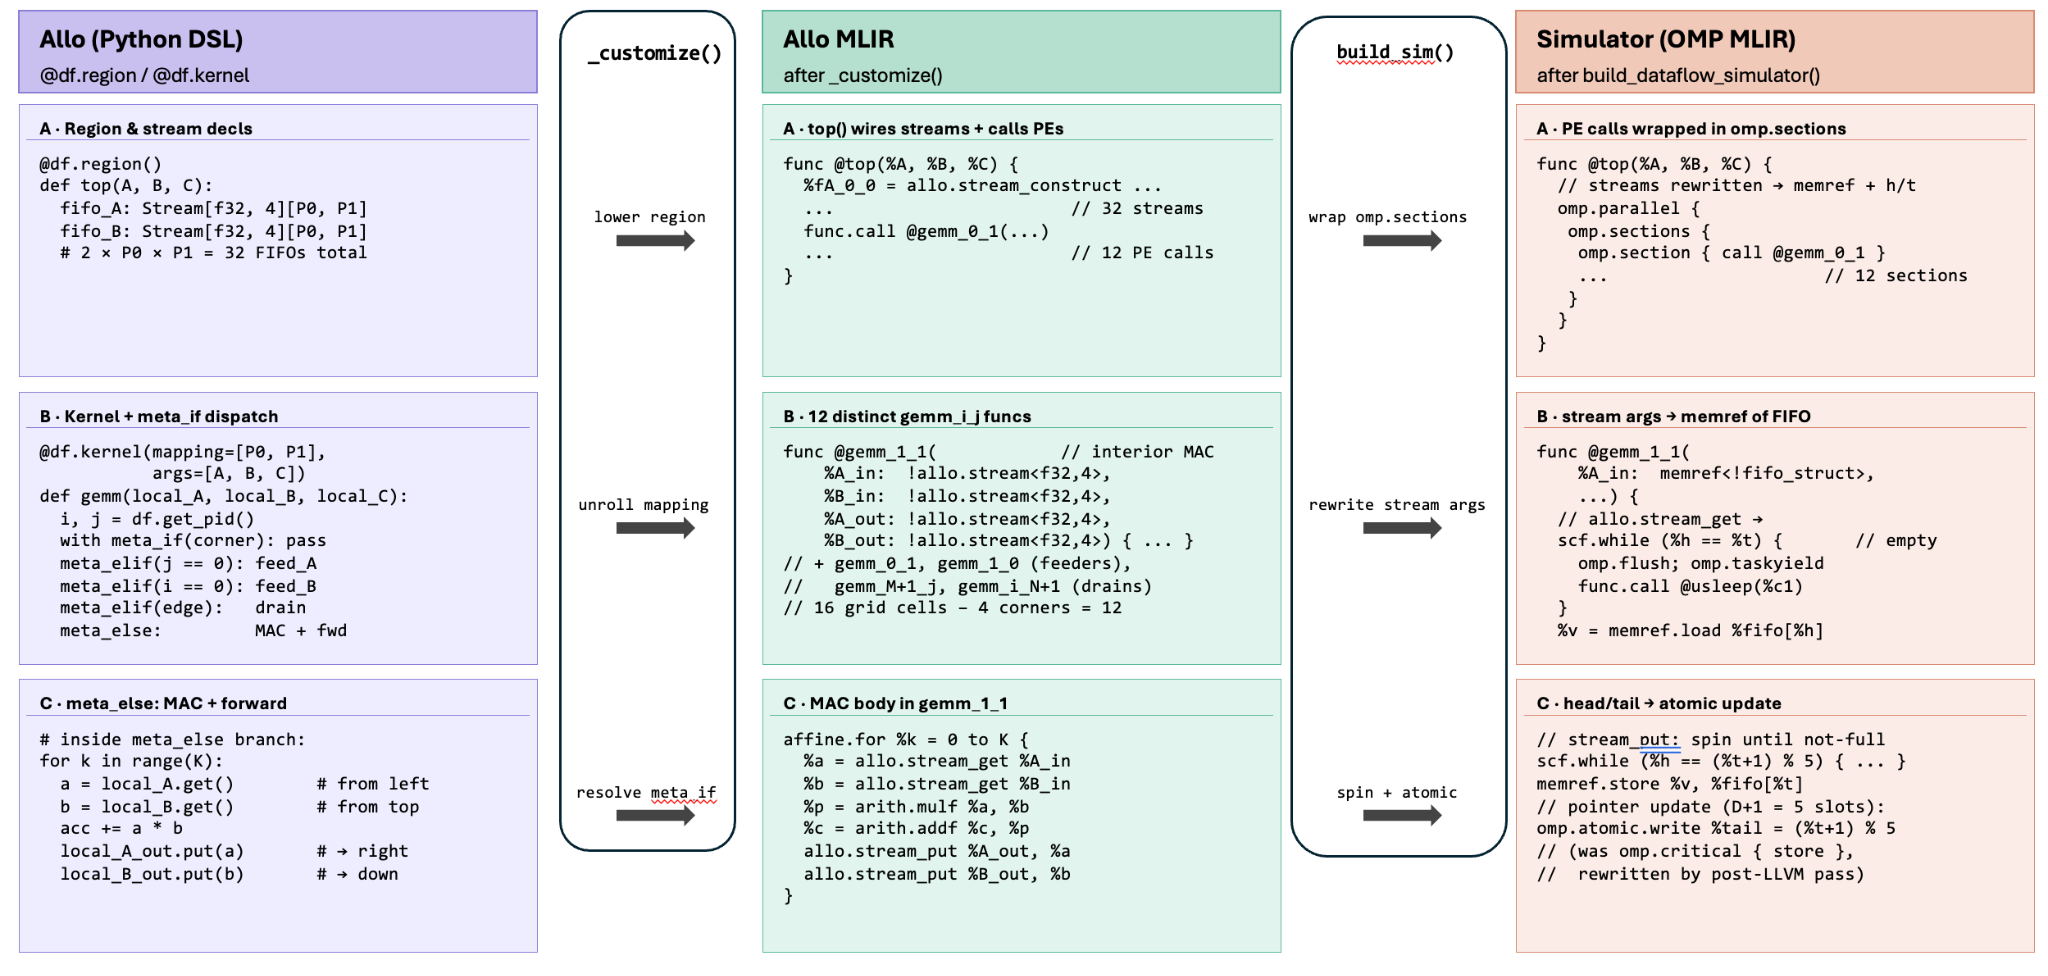 Allo (Python DSL)
@df.region / @df.kernel
A · Region & stream decls
@df.region()
def top(A, B, C):
  fifo_A: Stream[f32, 4][P0, P1]
  fifo_B: Stream[f32, 4][P0, P1]
  # 2 × P0 × P1 = 32 FIFOs total
B · Kernel + meta_if dispatch
@df.kernel(mapping=[P0, P1],
           args=[A, B, C])
def gemm(local_A, local_B, local_C):
  i, j = df.get_pid()
  with meta_if(corner): pass
  meta_elif(j == 0): feed_A
  meta_elif(i == 0): feed_B
  meta_elif(edge):   drain
  meta_else:         MAC + fwd
C · meta_else: MAC + forward
# inside meta_else branch:
for k in range(K):
  a = local_A.get()        # from left
  b = local_B.get()        # from top
  acc += a * b
  local_A_out.put(a)       # → right
  local_B_out.put(b)       # → down
_customize()
lower region
unroll mapping
resolve meta_if
Allo MLIR
after _customize()
A · top() wires streams + calls PEs
func @top(%A, %B, %C) {
  %fA_0_0 = allo.stream_construct ...
  ...                       // 32 streams
  func.call @gemm_0_1(...)
  ...                       // 12 PE calls
}
B · 12 distinct gemm_i_j funcs
func @gemm_1_1(            // interior MAC
    %A_in:  !allo.stream<f32,4>,
    %B_in:  !allo.stream<f32,4>,
    %A_out: !allo.stream<f32,4>,
    %B_out: !allo.stream<f32,4>) { ... }
// + gemm_0_1, gemm_1_0 (feeders),
//   gemm_M+1_j, gemm_i_N+1 (drains)
// 16 grid cells – 4 corners = 12
C · MAC body in gemm_1_1
affine.for %k = 0 to K {
  %a = allo.stream_get %A_in
  %b = allo.stream_get %B_in
  %p = arith.mulf %a, %b
  %c = arith.addf %c, %p
  allo.stream_put %A_out, %a
  allo.stream_put %B_out, %b
}
build_sim()
wrap omp.sections
rewrite stream args
spin + atomic
Simulator (OMP MLIR)
after build_dataflow_simulator()
A · PE calls wrapped in omp.sections
func @top(%A, %B, %C) {
  // streams rewritten → memref + h/t
  omp.parallel {
   omp.sections {
    omp.section { call @gemm_0_1 }
    ...                     // 12 sections
   }
  }
}
B · stream args → memref of FIFO
func @gemm_1_1(
    %A_in:  memref<!fifo_struct>,
    ...) {
  // allo.stream_get →
  scf.while (%h == %t) {       // empty
    omp.flush; omp.taskyield
    func.call @usleep(%c1)
  }
  %v = memref.load %fifo[%h]
C · head/tail → atomic update
// stream_put: spin until not-full
scf.while (%h == (%t+1) % 5) { ... }
memref.store %v, %fifo[%t]
// pointer update (D+1 = 5 slots):
omp.atomic.write %tail = (%t+1) % 5
// (was omp.critical { store },
//  rewritten by post-LLVM pass)